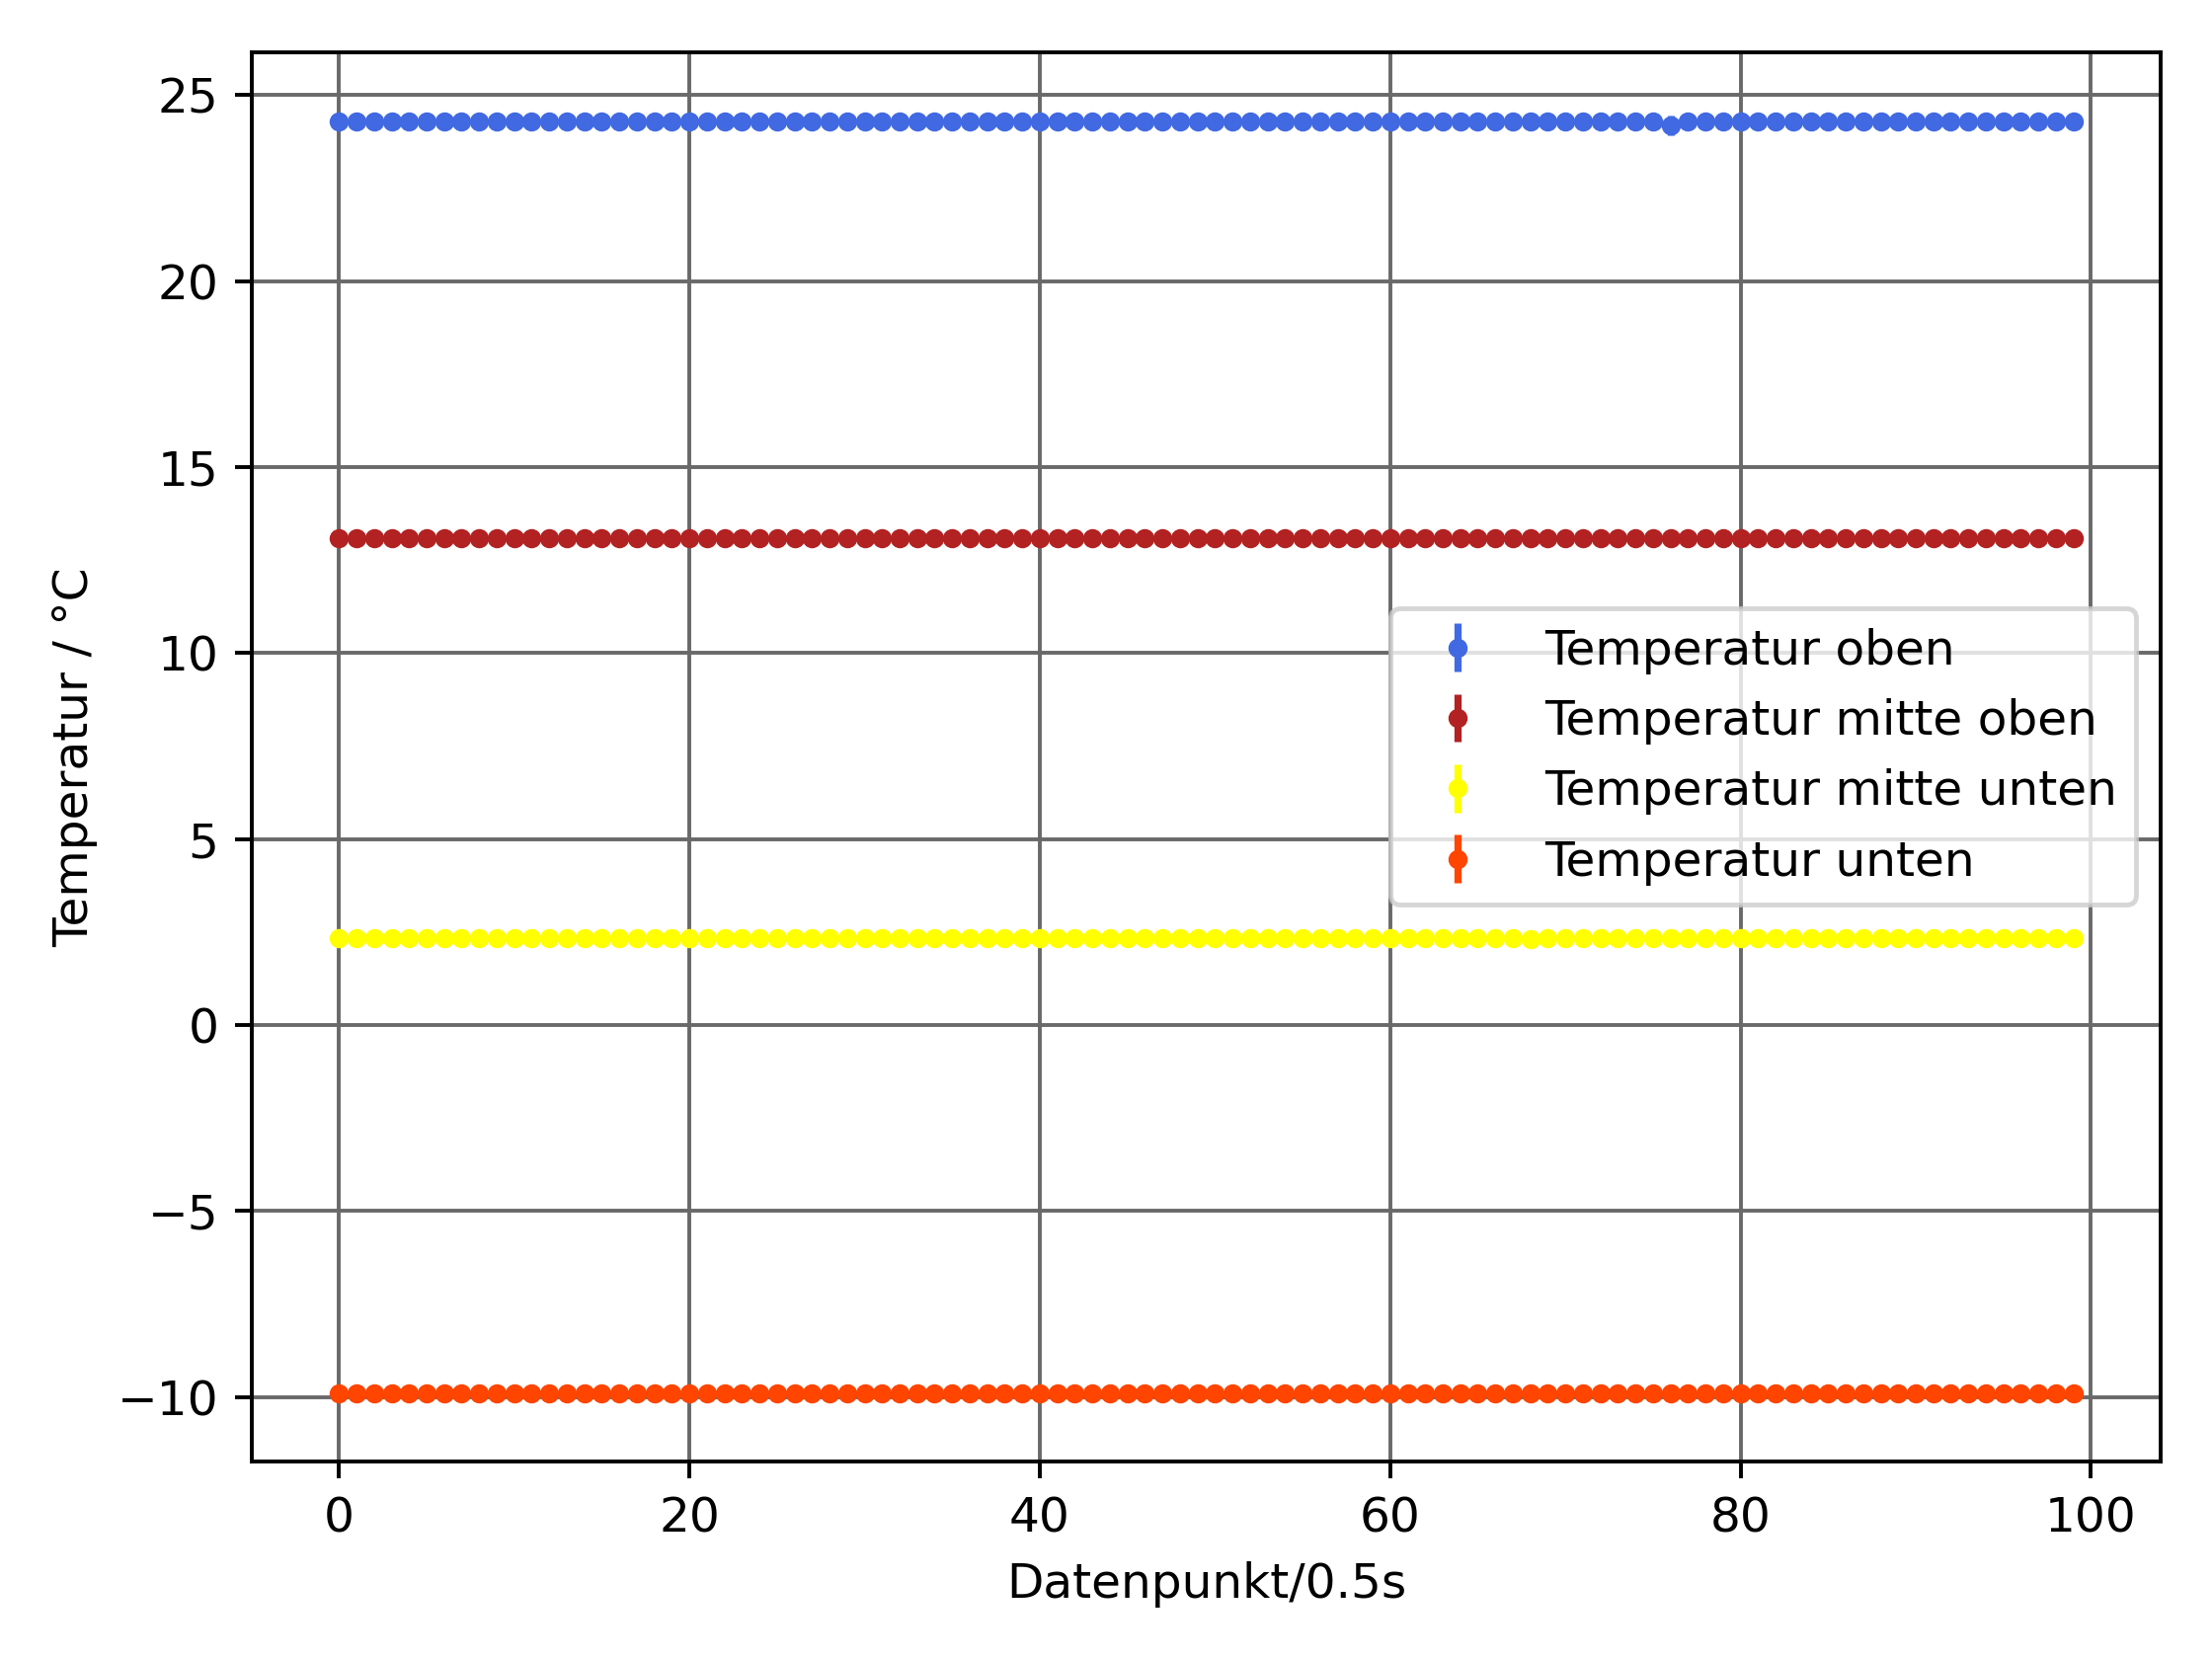 25
20
15
10
5
0
−5
−10
Temperatur / °C
Temperatur oben
Temperatur mitte oben
Temperatur mitte unten
Temperatur unten
0 20 40 60 80 100
Datenpunkt/0.5s